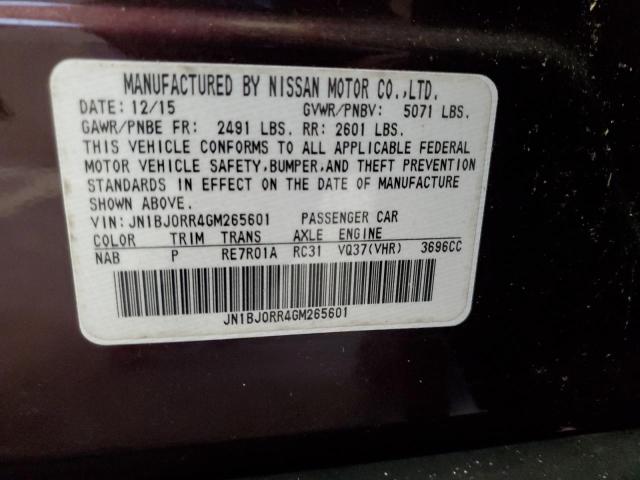 MANUFACTURED BY NISSAN MOTOR CO.,LTD.
DATE: 12/15 GVWR/PNBV: 5071 LBS.
GAWR/PNBE FR: 2491 LBS. RR: 2601 LBS.
THIS VEHICLE CONFORMS TO ALL APPLICABLE FEDERAL
MOTOR VEHICLE SAFETY,BUMPER,AND THEFT PREVENTION
STANDARDS IN EFFECT ON THE DATE OF MANUFACTURE
SHOWN ABOVE.
VIN: JN1BJ0RR4GM265601 PASSENGER CAR
COLOR TRIM TRANS AXLE ENGINE
NAB P RE7R01A RC31 VQ37(VHR) 3696CC
JN1BJ0RR4GM265601